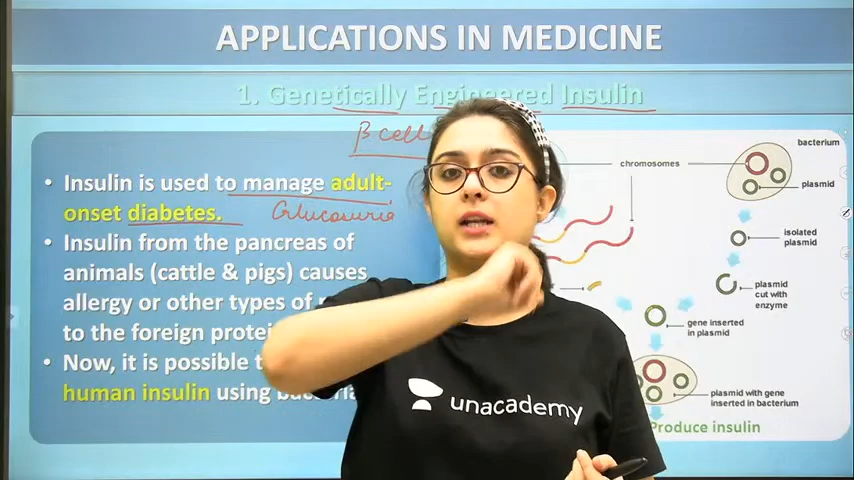 APPLICATIONS IN MEDICINE
1. Genetically Engineered Insulin
β cell
• Insulin is used to manage adult-
onset diabetes.
Glucosuria
• Insulin from the pancreas of
animals (cattle & pigs) causes
allergy or other types of
to the foreign
• Now, it is possible
human insulin using
chromosomes
bacterium
plasmid
isolated
plasmid
plasmid
cut with
enzyme
gene inserted
in plasmid
plasmid with gene
inserted in bacterium
Produce insulin
unacademy